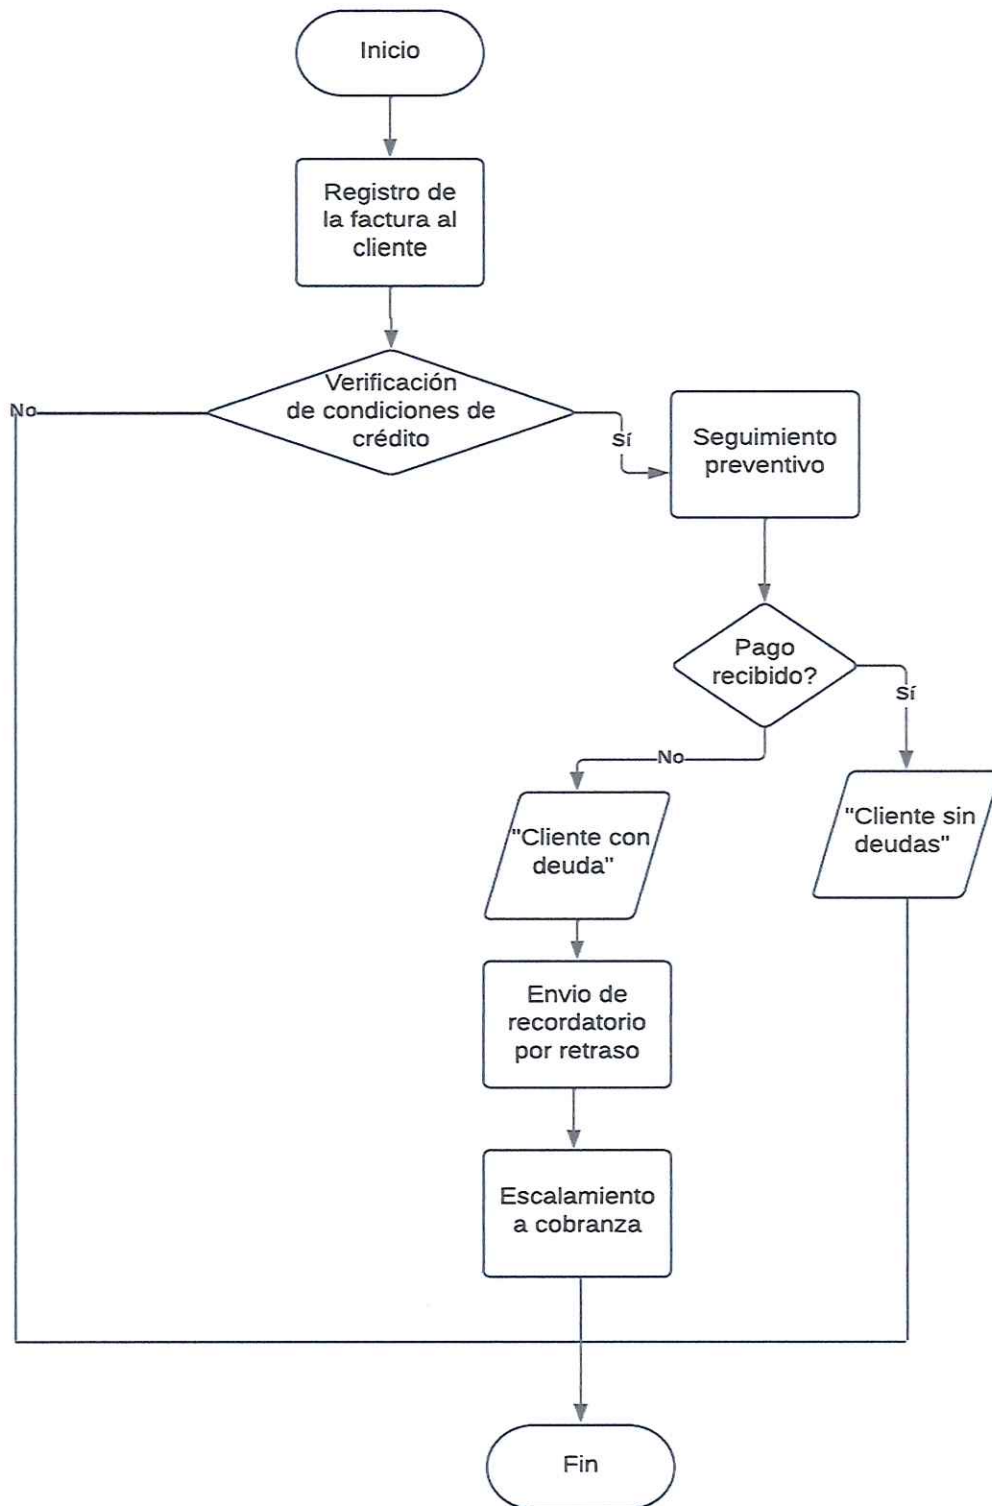 Inicio
Registro de
la factura al
cliente
Verificación
de condiciones de
crédito
No
Sí
Seguimiento
preventivo
Pago
recibido?
Sí
No
"Cliente con
deuda"
"Cliente sin
deudas"
Envio de
recordatorio
por retraso
Escalamiento
a cobranza
Fin